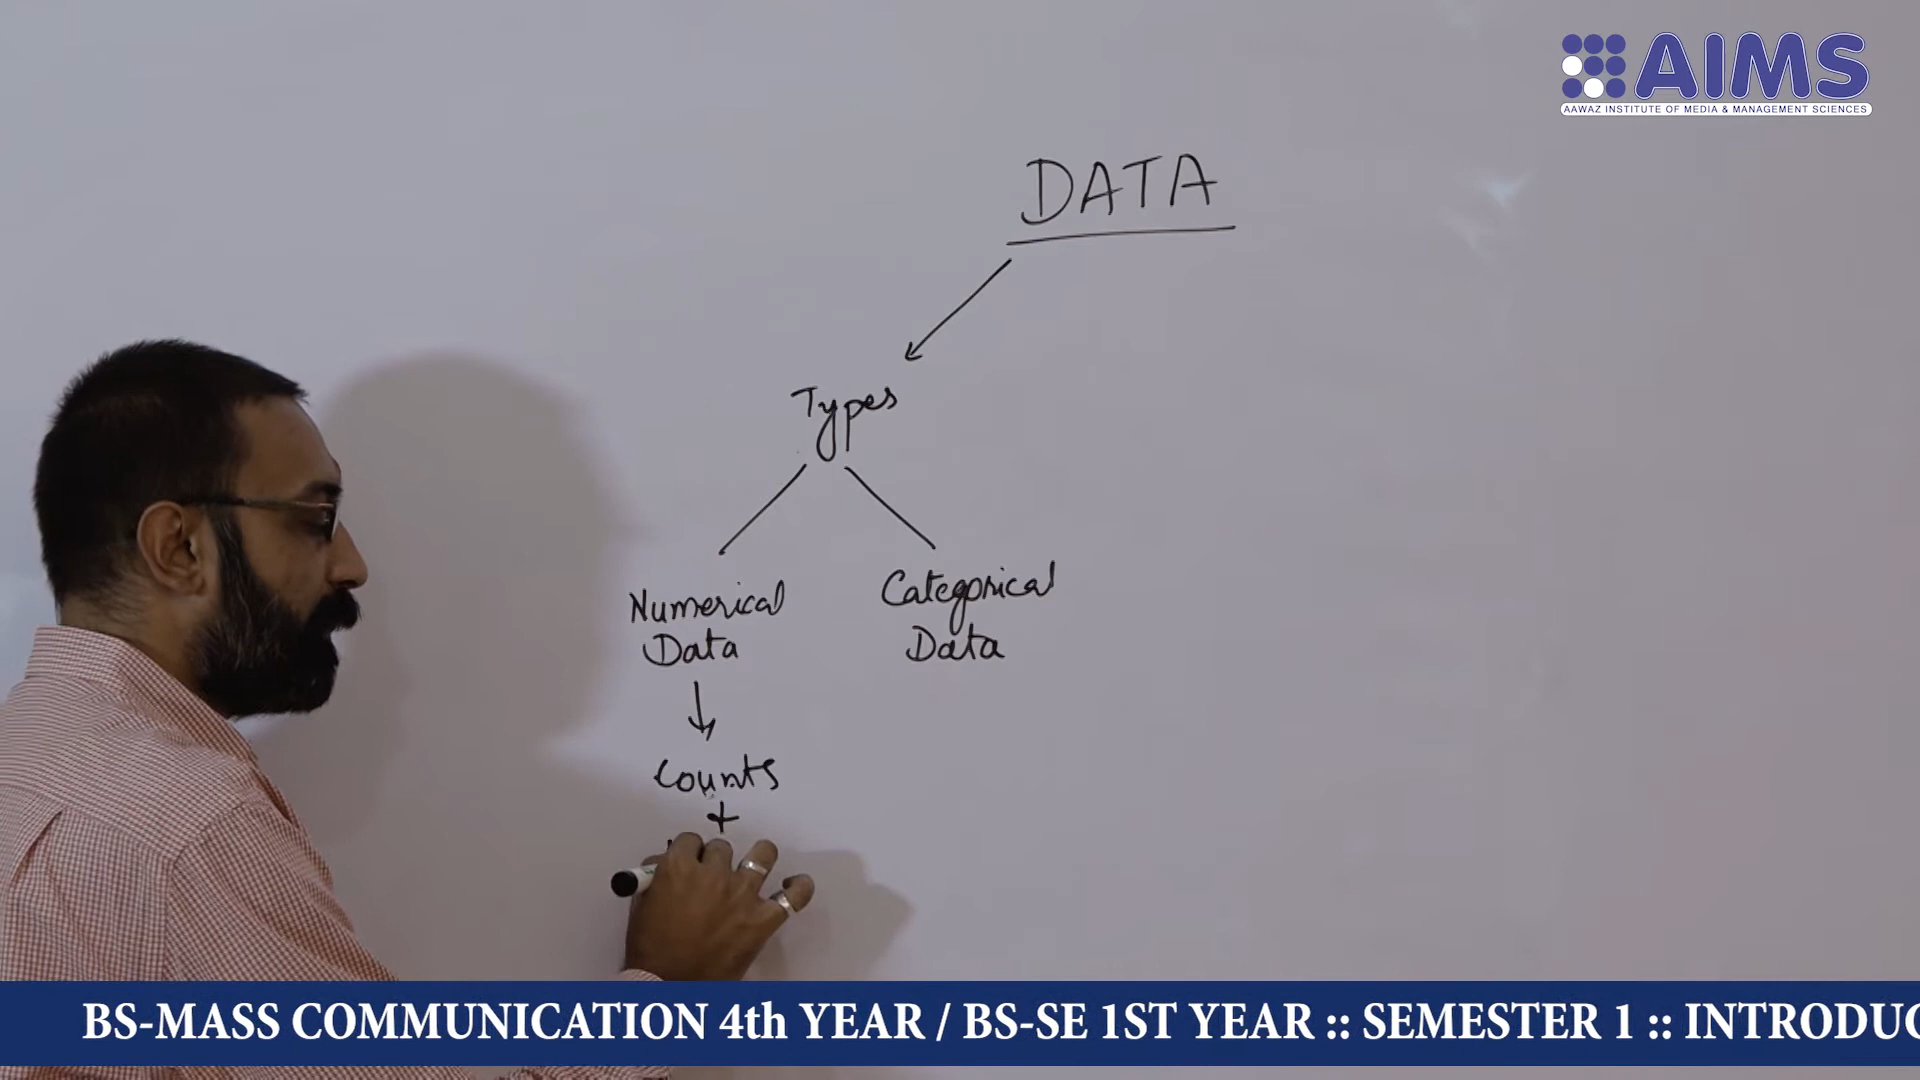 AIMS
AAWAZ INSTITUTE OF MEDIA & MANAGEMENT SCIENCES
DATA
Types
Numerical
Data
Categorical
Data
Counts
+
BS-MASS COMMUNICATION 4th YEAR / BS-SE 1ST YEAR :: SEMESTER 1 :: INTRODUC